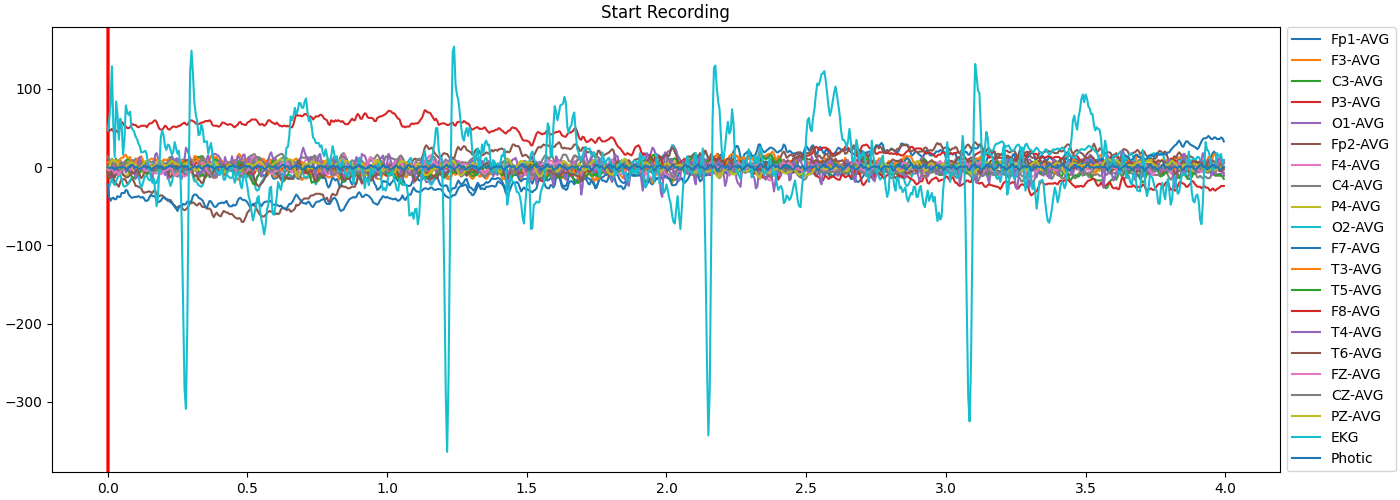 Start Recording
100
0
−100
−200
−300
0.0 0.5 1.0 1.5 2.0 2.5 3.0 3.5 4.0
Fp1-AVG
F3-AVG
C3-AVG
P3-AVG
O1-AVG
Fp2-AVG
F4-AVG
C4-AVG
P4-AVG
O2-AVG
F7-AVG
T3-AVG
T5-AVG
F8-AVG
T4-AVG
T6-AVG
FZ-AVG
CZ-AVG
PZ-AVG
EKG
Photic